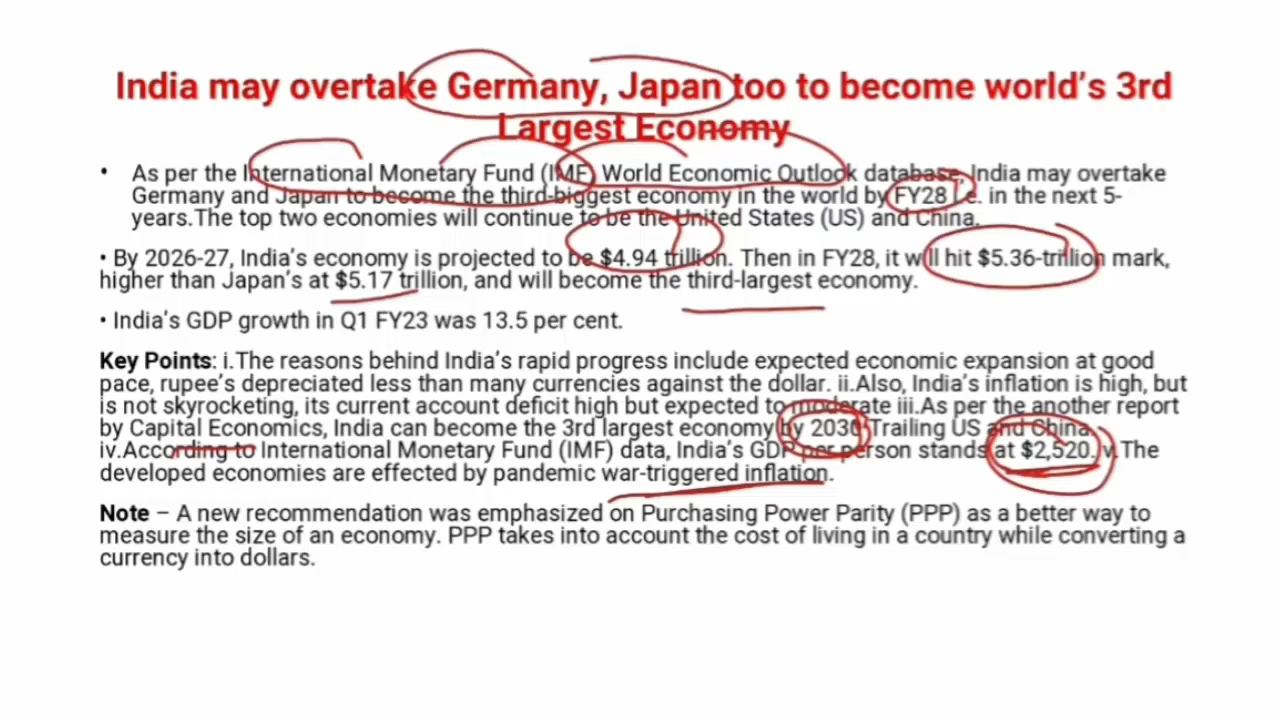 India may overtake Germany, Japan too to become world's 3rd
Largest Economy
• As per the International Monetary Fund (IMF) World Economic Outlook database, India may overtake
Germany and Japan to become the third-biggest economy in the world by FY28 i.e. in the next 5-
years.The top two economies will continue to be the United States (US) and China.
• By 2026-27, India's economy is projected to be $4.94 trillion. Then in FY28, it will hit $5.36-trillion mark,
higher than Japan's at $5.17 trillion, and will become the third-largest economy.
• India's GDP growth in Q1 FY23 was 13.5 per cent.
Key Points: i.The reasons behind India's rapid progress include expected economic expansion at good
pace, rupee's depreciated less than many currencies against the dollar. ii.Also, India's inflation is high, but
is not skyrocketing, its current account deficit high but expected to moderate iii.As per the another report
by Capital Economics, India can become the 3rd largest economy by 2030 Trailing US and China
iv.According to International Monetary Fund (IMF) data, India's GDP per person stands at $2,520. v.The
developed economies are effected by pandemic war-triggered inflation.
Note – A new recommendation was emphasized on Purchasing Power Parity (PPP) as a better way to
measure the size of an economy. PPP takes into account the cost of living in a country while converting a
currency into dollars.